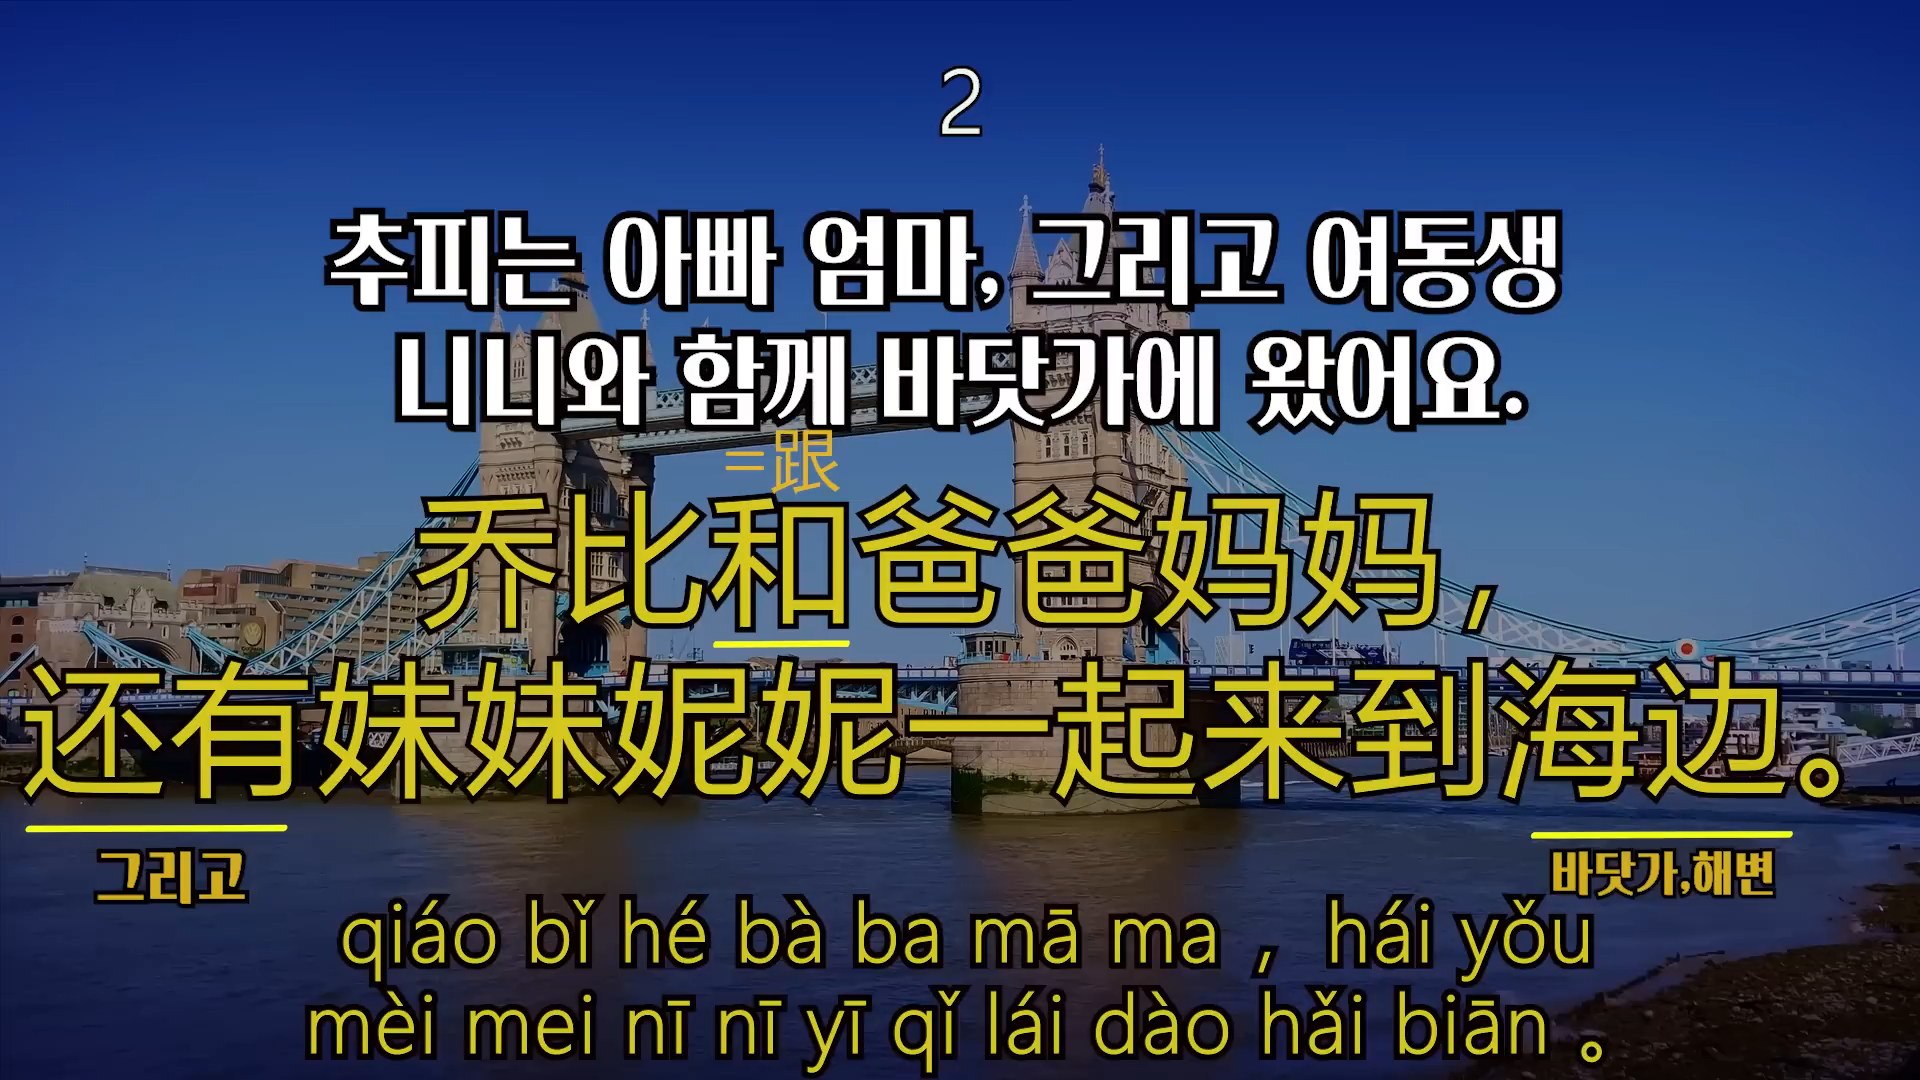 2
추피는 아빠 엄마, 그리고 여동생
니니와 함께 바닷가에 왔어요.
=跟
乔比和爸爸妈妈，
还有妹妹妮妮一起来到海边。
그리고
바닷가,해변
qiáo bǐ hé bà ba mā ma ， hái yǒu
mèi mei nī nī yī qǐ lái dào hǎi biān 。